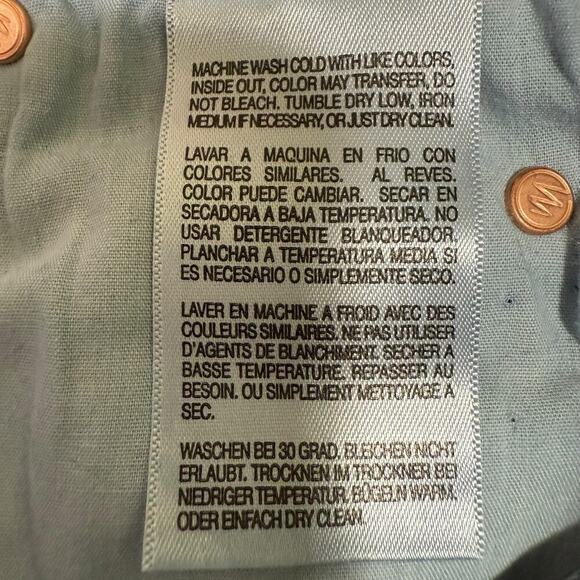 MACHINE WASH COLD WITH LIKE COLORS,
INSIDE OUT, COLOR MAY TRANSFER, DO
NOT BLEACH. TUMBLE DRY LOW, IRON
MEDIUM IF NECESSARY, OR JUST DRY CLEAN.
LAVAR A MAQUINA EN FRIO CON
COLORES SIMILARES. AL REVES.
COLOR PUEDE CAMBIAR. SECAR EN
SECADORA A BAJA TEMPERATURA. NO
USAR DETERGENTE BLANQUEADOR
PLANCHAR A TEMPERATURA MEDIA SI
ES NECESARIO O SIMPLEMENTE SECO.
LAVER EN MACHINE A FROID AVEC DES
COULEURS SIMILAIRES. NE PAS UTILISER
D'AGENTS DE BLANCHIMENT. SECHER A
BASSE TEMPERATURE. REPASSER AU
BESOIN. OU SIMPLEMENT METTOYAGE A
SEC.
WASCHEN BEI 30 GRAD. BLEICHEN NICHT
ERLAUBT. TROCKNEN IM TROCKNER BEI
NIEDRIGER TEMPERATUR. BÜGELN WARM.
ODER EINFACH DRY CLEAN.